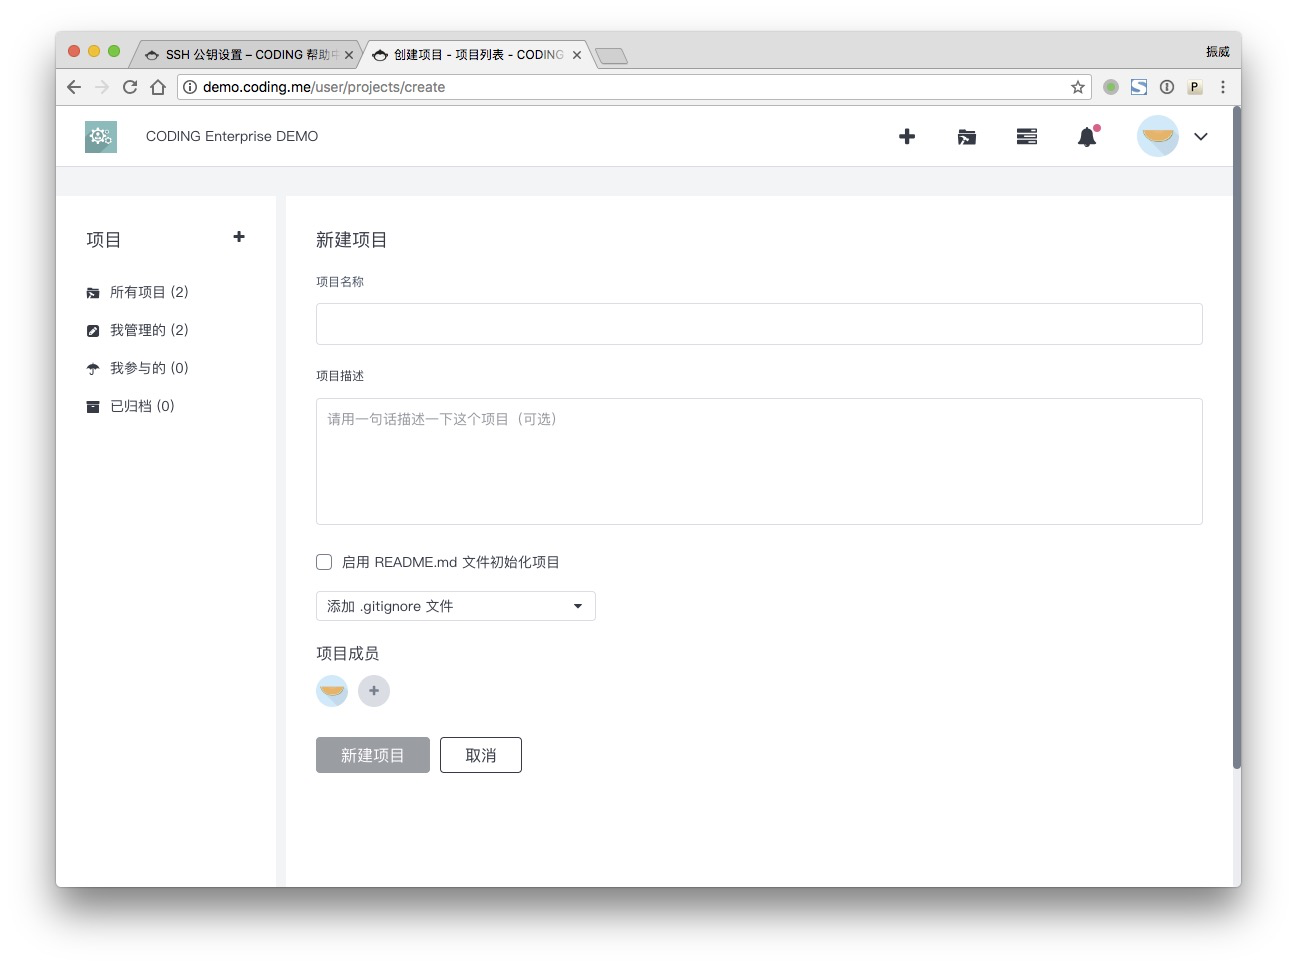 SSH 公钥设置 – CODING 帮助中
创建项目 - 项目列表 - CODING
振威
demo.coding.me/user/projects/create
P
CODING Enterprise DEMO
项目
所有项目 (2)
我管理的 (2)
我参与的 (0)
已归档 (0)
新建项目
项目名称
项目描述
请用一句话描述一下这个项目（可选）
启用 README.md 文件初始化项目
添加 .gitignore 文件
项目成员
新建项目
取消